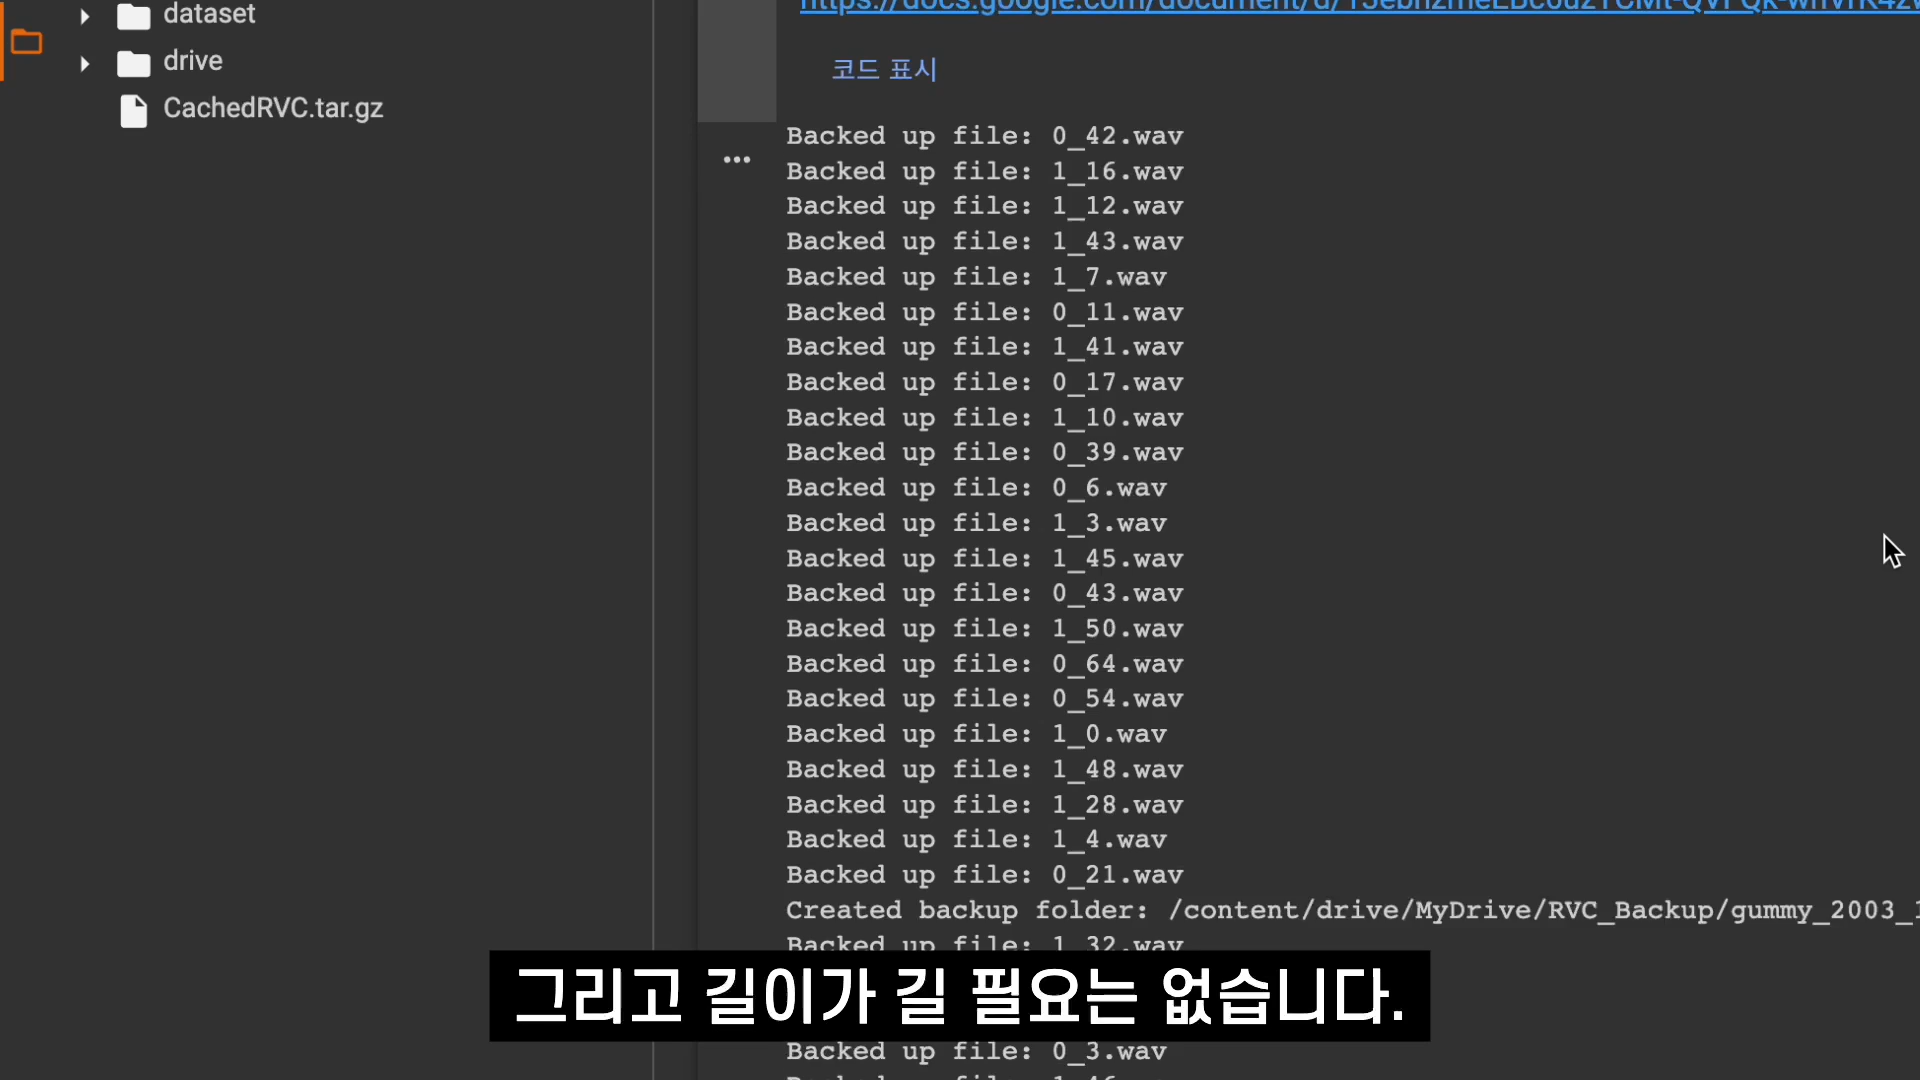 dataset
drive
CachedRVC.tar.gz
코드 표시
Backed up file: 0_42.wav
Backed up file: 1_16.wav
Backed up file: 1_12.wav
Backed up file: 1_43.wav
Backed up file: 1_7.wav
Backed up file: 0_11.wav
Backed up file: 1_41.wav
Backed up file: 0_17.wav
Backed up file: 1_10.wav
Backed up file: 0_39.wav
Backed up file: 0_6.wav
Backed up file: 1_3.wav
Backed up file: 1_45.wav
Backed up file: 0_43.wav
Backed up file: 1_50.wav
Backed up file: 0_64.wav
Backed up file: 0_54.wav
Backed up file: 1_0.wav
Backed up file: 1_48.wav
Backed up file: 1_28.wav
Backed up file: 1_4.wav
Backed up file: 0_21.wav
Created backup folder: /content/drive/MyDrive/RVC_Backup/gummy_2003_
Backed up file: 1_32.wav
그리고 길이가 길 필요는 없습니다.
Backed up file: 0_3.wav